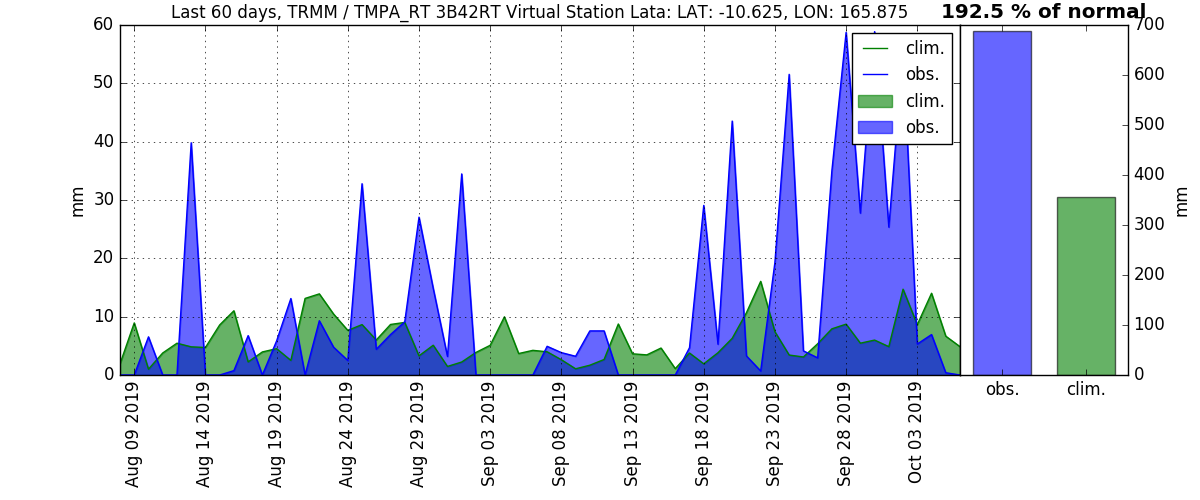 Last 60 days, TRMM / TMPA_RT 3B42RT Virtual Station Lata: LAT: -10.625, LON: 165.875
192.5 % of normal
60
50
40
30
20
10
0
mm
clim.
obs.
clim.
obs.
Aug 09 2019
Aug 14 2019
Aug 19 2019
Aug 24 2019
Aug 29 2019
Sep 03 2019
Sep 08 2019
Sep 13 2019
Sep 18 2019
Sep 23 2019
Sep 28 2019
Oct 03 2019
700
600
500
400
300
200
100
0
mm
obs.
clim.